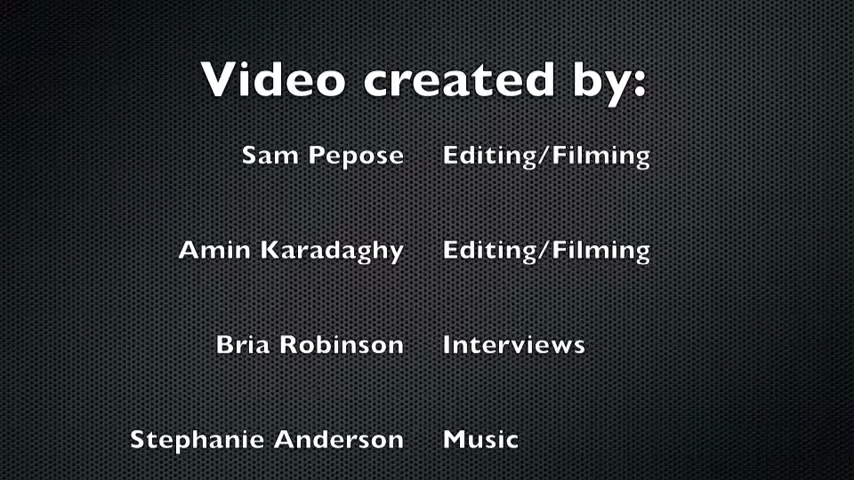 Video created by:
Sam Pepose Editing/Filming
Amin Karadaghy Editing/Filming
Bria Robinson Interviews
Stephanie Anderson Music